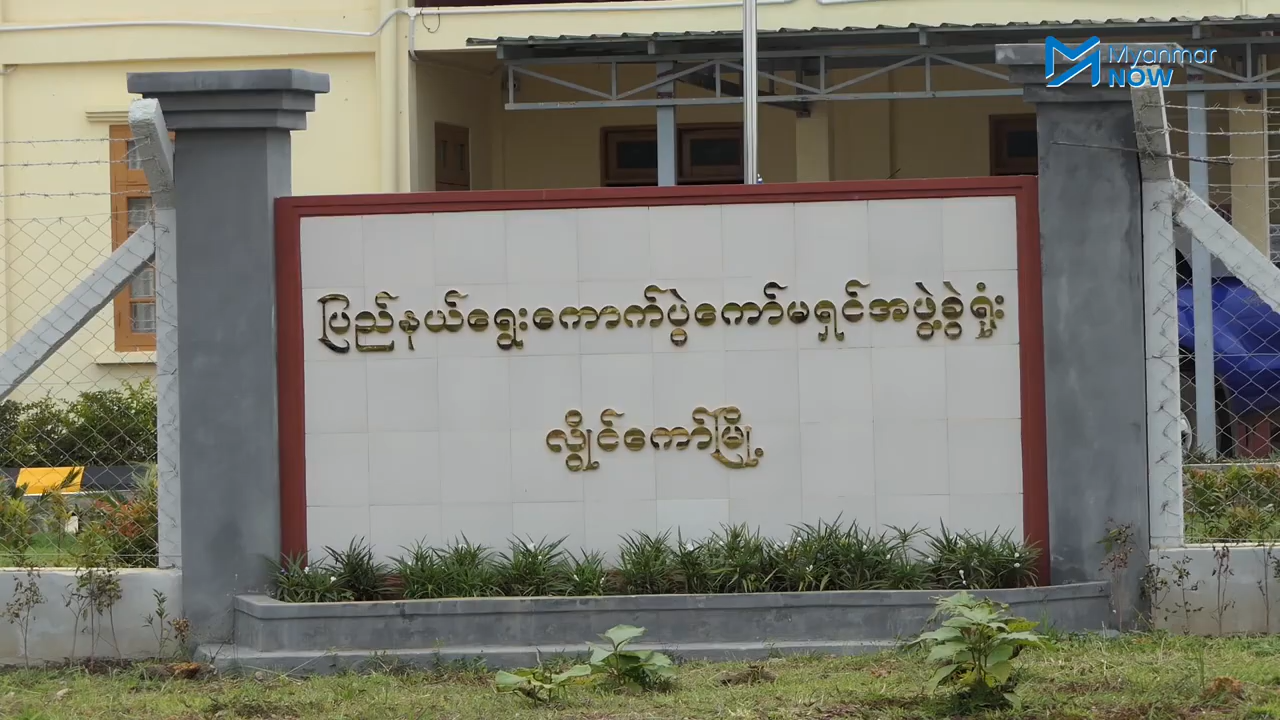 Myanmar
NOW
ပြည်နယ်ရွေးကောက်ပွဲကော်မရှင်အဖွဲ့ခွဲရုံး
လွိုင်ကော်မြို့